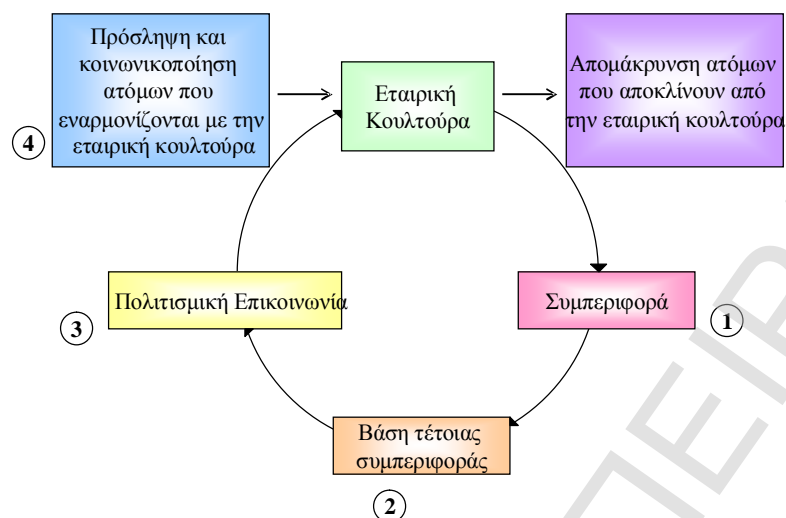 Πρόσληψη και
κοινωνικοποίηση
ατόμων που
εναρμονίζονται με την
εταιρική κουλτούρα
4
Εταιρική
Κουλτούρα
Απομάκρυνση ατόμων
που αποκλίνουν από
την εταιρική κουλτούρα
Συμπεριφορά
1
Βάση τέτοιας
συμπεριφοράς
2
Πολιτισμική Επικοινωνία
3
ΠΕΙΡ